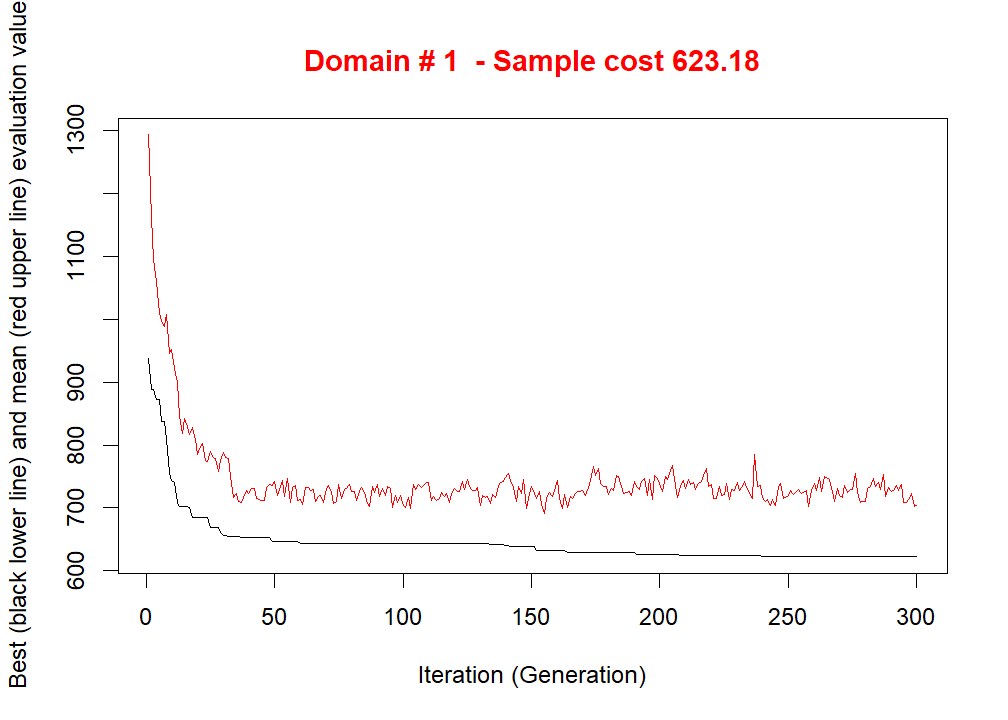 Domain # 1  - Sample cost 623.18
Best (black lower line) and mean (red upper line) evaluation value
1300
1100
900
800
700
600
0 50 100 150 200 250 300
Iteration (Generation)